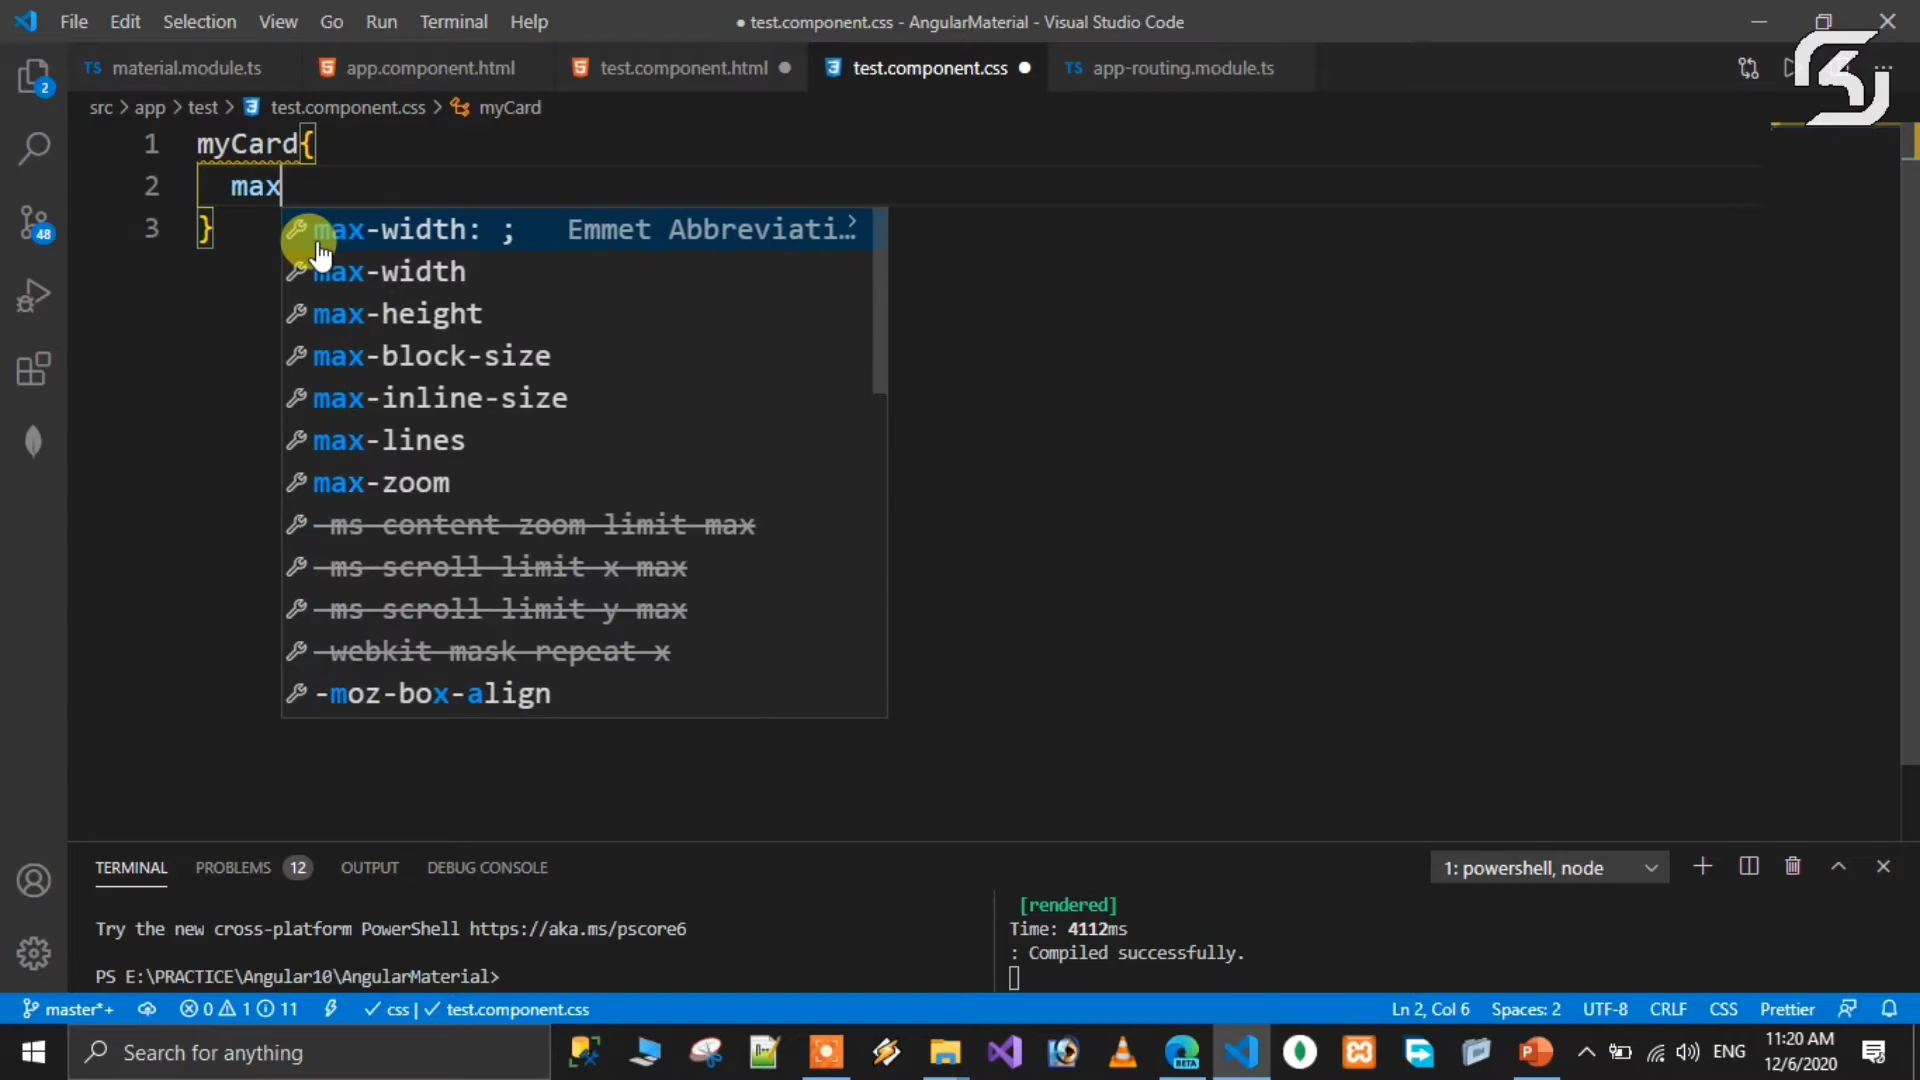 File Edit Selection View Go Run Terminal Help
● test.component.css - AngularMaterial - Visual Studio Code
TS material.module.ts
app.component.html
test.component.html
test.component.css
TS app-routing.module.ts
src > app > test > test.component.css > myCard
1 myCard{
2 max
3 }
max-width: ; Emmet Abbreviati…
max-width
max-height
max-block-size
max-inline-size
max-lines
max-zoom
-ms-content-zoom-limit-max
-ms-scroll-limit-x-max
-ms-scroll-limit-y-max
-webkit-mask-repeat-x
-moz-box-align
2
48
TERMINAL PROBLEMS 12 OUTPUT DEBUG CONSOLE
1: powershell, node
Try the new cross-platform PowerShell https://aka.ms/pscore6
PS E:\PRACTICE\Angular10\AngularMaterial>
[rendered]
Time: 4112ms
: Compiled successfully.
master*+ 0 1 11 css | test.component.css
Ln 2, Col 6 Spaces: 2 UTF-8 CRLF CSS Prettier
Search for anything
BETA
ENG
11:20 AM
12/6/2020